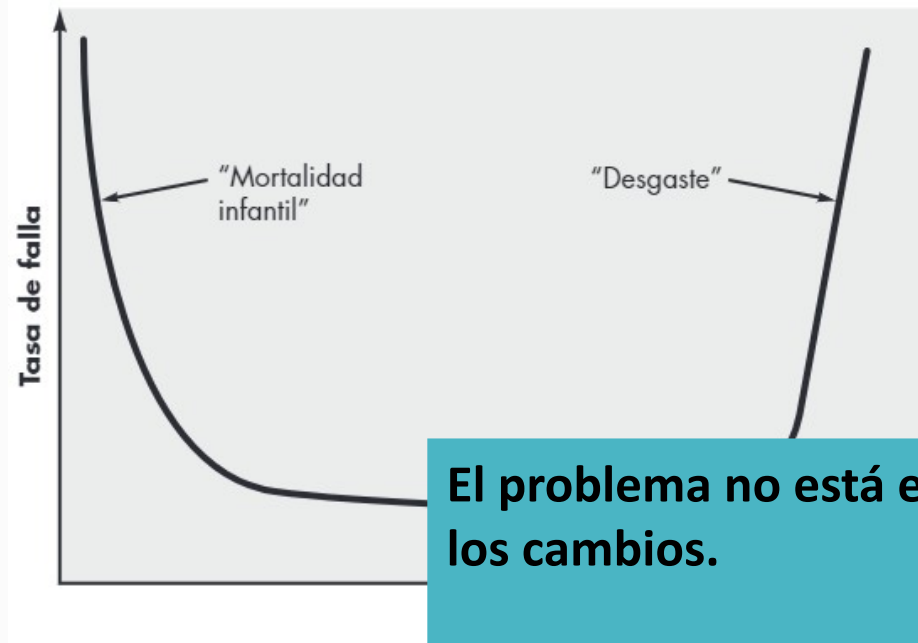 Tasa de falla
“Mortalidad
infantil”
“Desgaste”
El problema no está
los cambios.